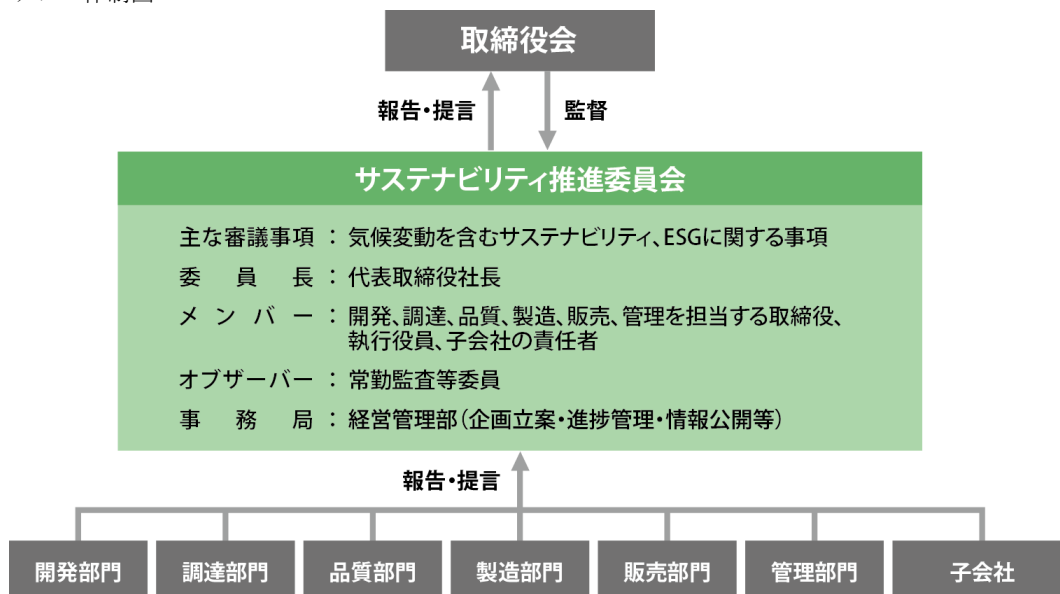 取締役会
報告・提言
監督
サステナビリティ推進委員会
主な審議事項：気候変動を含むサステナビリティ、ESGに関する事項
委員長：代表取締役社長
メンバー：開発、調達、品質、製造、販売、管理を担当する取締役、
執行役員、子会社の責任者
オブザーバー：常勤監査等委員
事務局：経営管理部（企画立案・進捗管理・情報公開等）
報告・提言
開発部門
調達部門
品質部門
製造部門
販売部門
管理部門
子会社